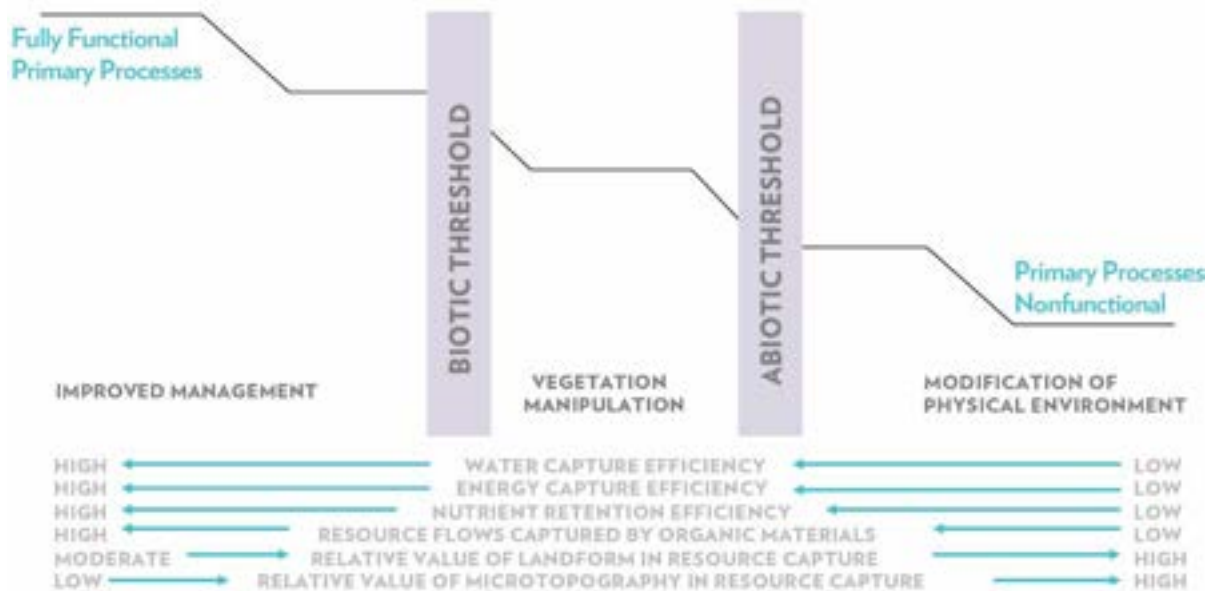 Fully Functional
Primary Processes
BIOTIC THRESHOLD
ABIOTIC THRESHOLD
Primary Processes
Nonfunctional
IMPROVED MANAGEMENT
VEGETATION
MANIPULATION
MODIFICATION OF
PHYSICAL ENVIRONMENT
HIGH WATER CAPTURE EFFICIENCY LOW
HIGH ENERGY CAPTURE EFFICIENCY LOW
HIGH NUTRIENT RETENTION EFFICIENCY LOW
HIGH RESOURCE FLOWS CAPTURED BY ORGANIC MATERIALS LOW
MODERATE RELATIVE VALUE OF LANDFORM IN RESOURCE CAPTURE HIGH
LOW RELATIVE VALUE OF MICROTOPOGRAPHY IN RESOURCE CAPTURE HIGH